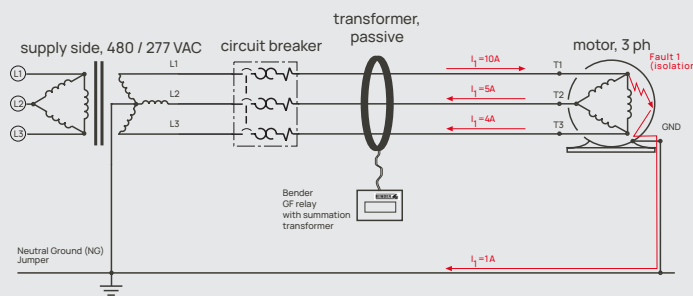 transformer,
passive
supply side, 480 / 277 VAC
circuit breaker
motor, 3 ph
L1
L2
L3
L1
L2
L3
I1=10A
I1=5A
I1=4A
T1
T2
T3
Fault 1
(isolation
GND
BENDER
Bender
GF relay
with summation
transformer
Neutral Ground (NG)
Jumper
I1=1A